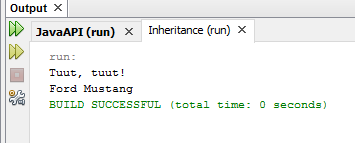 Output ×
JavaAPI (run) × Inheritance (run) ×
run:
Tuut, tuut!
Ford Mustang
BUILD SUCCESSFUL (total time: 0 seconds)